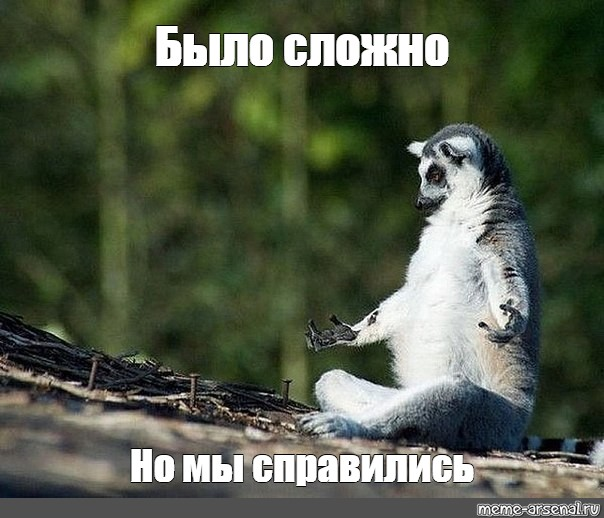 Было сложно
Но мы справились
meme-arsenal.ru